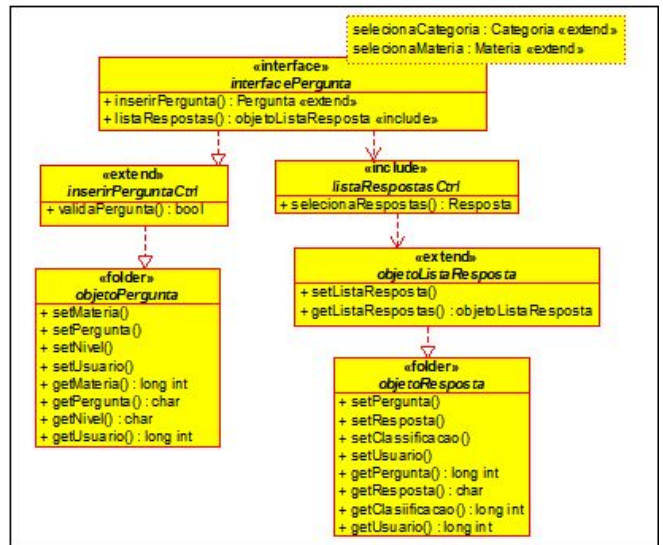 selecionaCategoria : Categoria «extend»
selecionaMateria : Materia «extend»
«interface»
interfacePergunta
+ inserirPergunta() : Pergunta «extend»
+ listaRespostas() : objetoListaResposta «include»
«extend»
inserirPerguntaCtrl
+ validaPergunta() : bool
«include»
listaRespostasCtrl
+ selecionaRespostas() : Resposta
«folder»
objetoPergunta
+ setMateria()
+ setPergunta()
+ setNivel()
+ setUsuario()
+ getMateria() : long int
+ getPergunta() : char
+ getNivel() : char
+ getUsuario() : long int
«extend»
objetoListaResposta
+ setListaResposta()
+ getListaRespostas() : objetoListaResposta
«folder»
objetoResposta
+ setPergunta()
+ setResposta()
+ setClassificacao()
+ setUsuario()
+ getPergunta() : long int
+ getResposta() : char
+ getClasiificacao() : long int
+ getUsuario() : long int